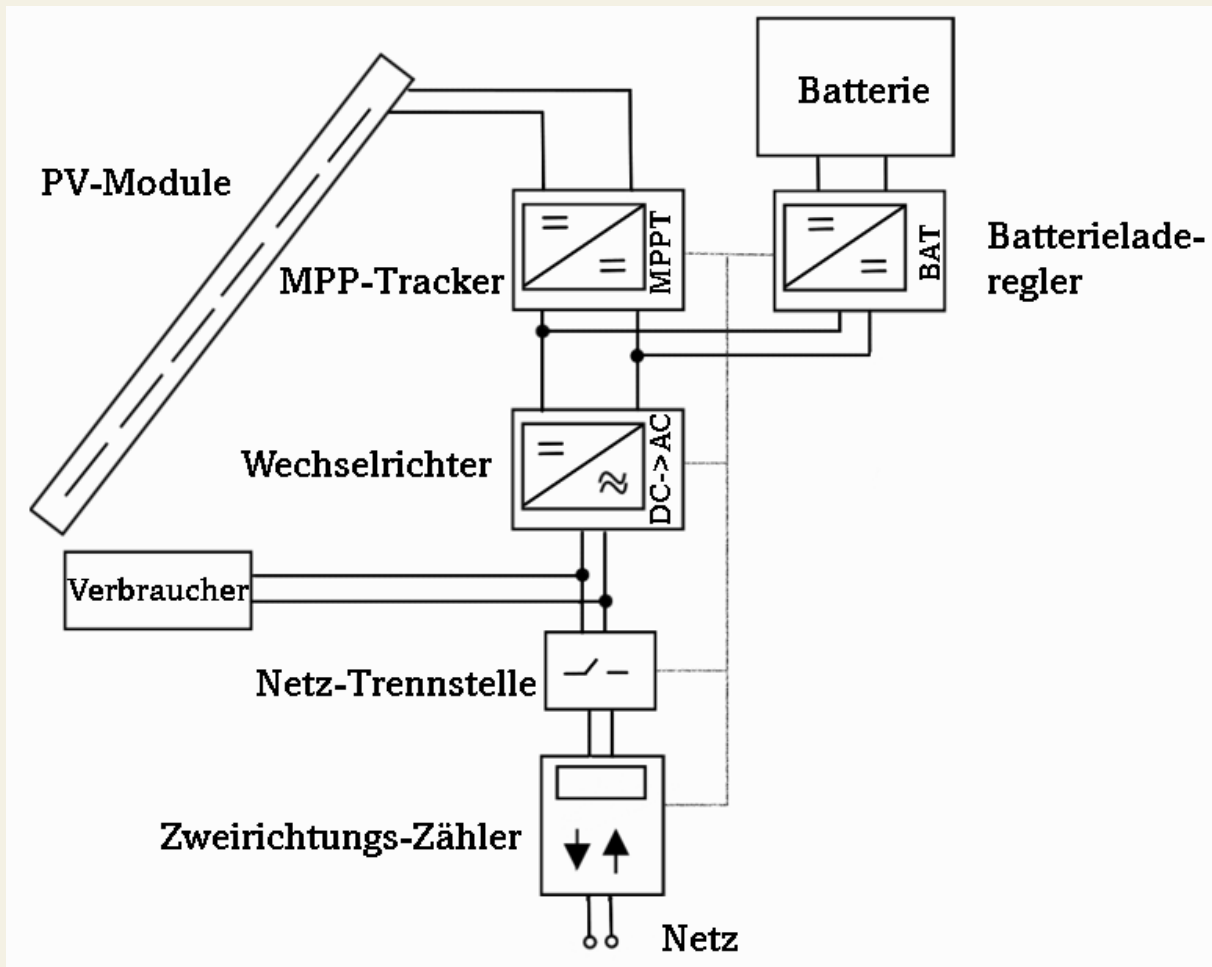 Batterie
PV-Module
MPP-Tracker
MPPT
BAT
Batterielade-
regler
Wechselrichter
DC->AC
Verbraucher
Netz-Trennstelle
Zweirichtungs-Zähler
Netz